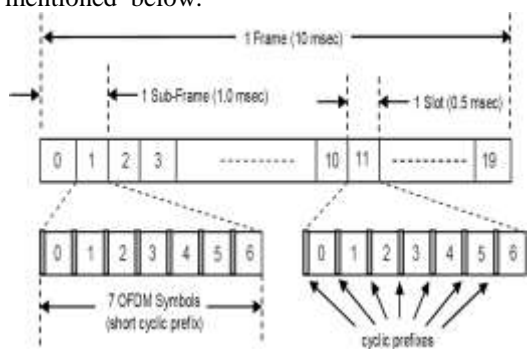 mentioned below.
1 Frame (10 msec)
1 Sub-Frame (1.0 msec)
1 Slot (0.5 msec)
0 1 2 3 10 11 19
0 1 2 3 4 5 6
0 1 2 3 4 5 6
7 OFDM Symbols
(short cyclic prefix)
cyclic prefixes